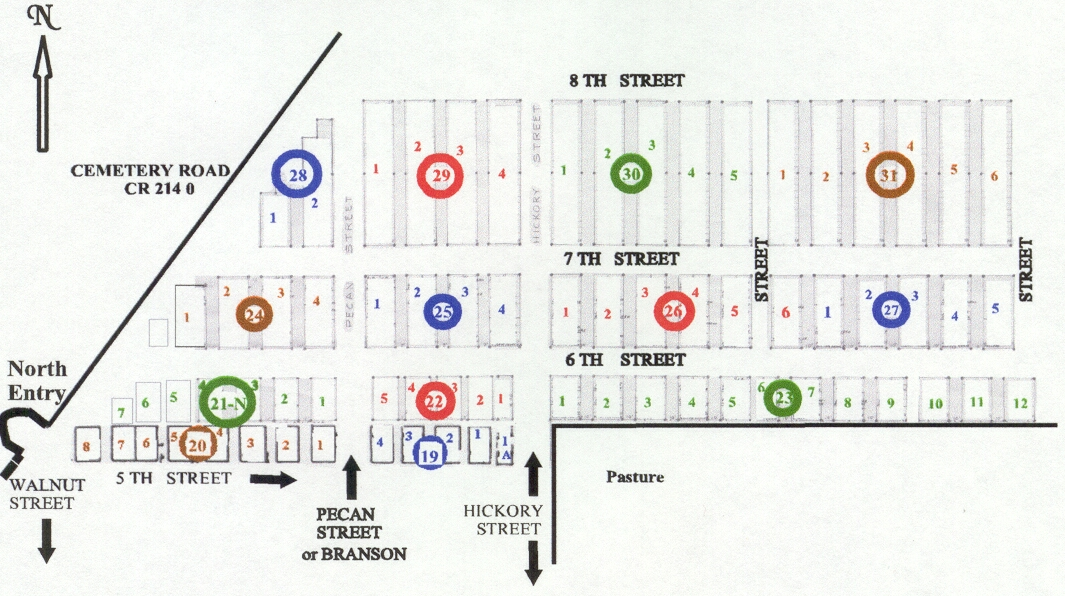 N
8 TH STREET
CEMETERY ROAD
CR 214 0
28
1 2
29
1 2 3 4
30
1 2 3 4 5
31
1 2 3 4 5 6
PECAN STREET
HICKORY STREET
7 TH STREET
STREET
STREET
24
1 2 3 4
25
1 2 3 4
26
1 2 3 4 5
27
6 1 2 3 4 5
6 TH STREET
North
Entry
21-N
7 6 5 4 3 2 1
22
5 4 3 2 1
23
1 2 3 4 5 6 7 8 9 10 11 12
20
8 7 6 5 4 3 2 1
19
4 3 2 1 1
A
5 TH STREET
WALNUT
STREET
PECAN
STREET
or BRANSON
HICKORY
STREET
Pasture